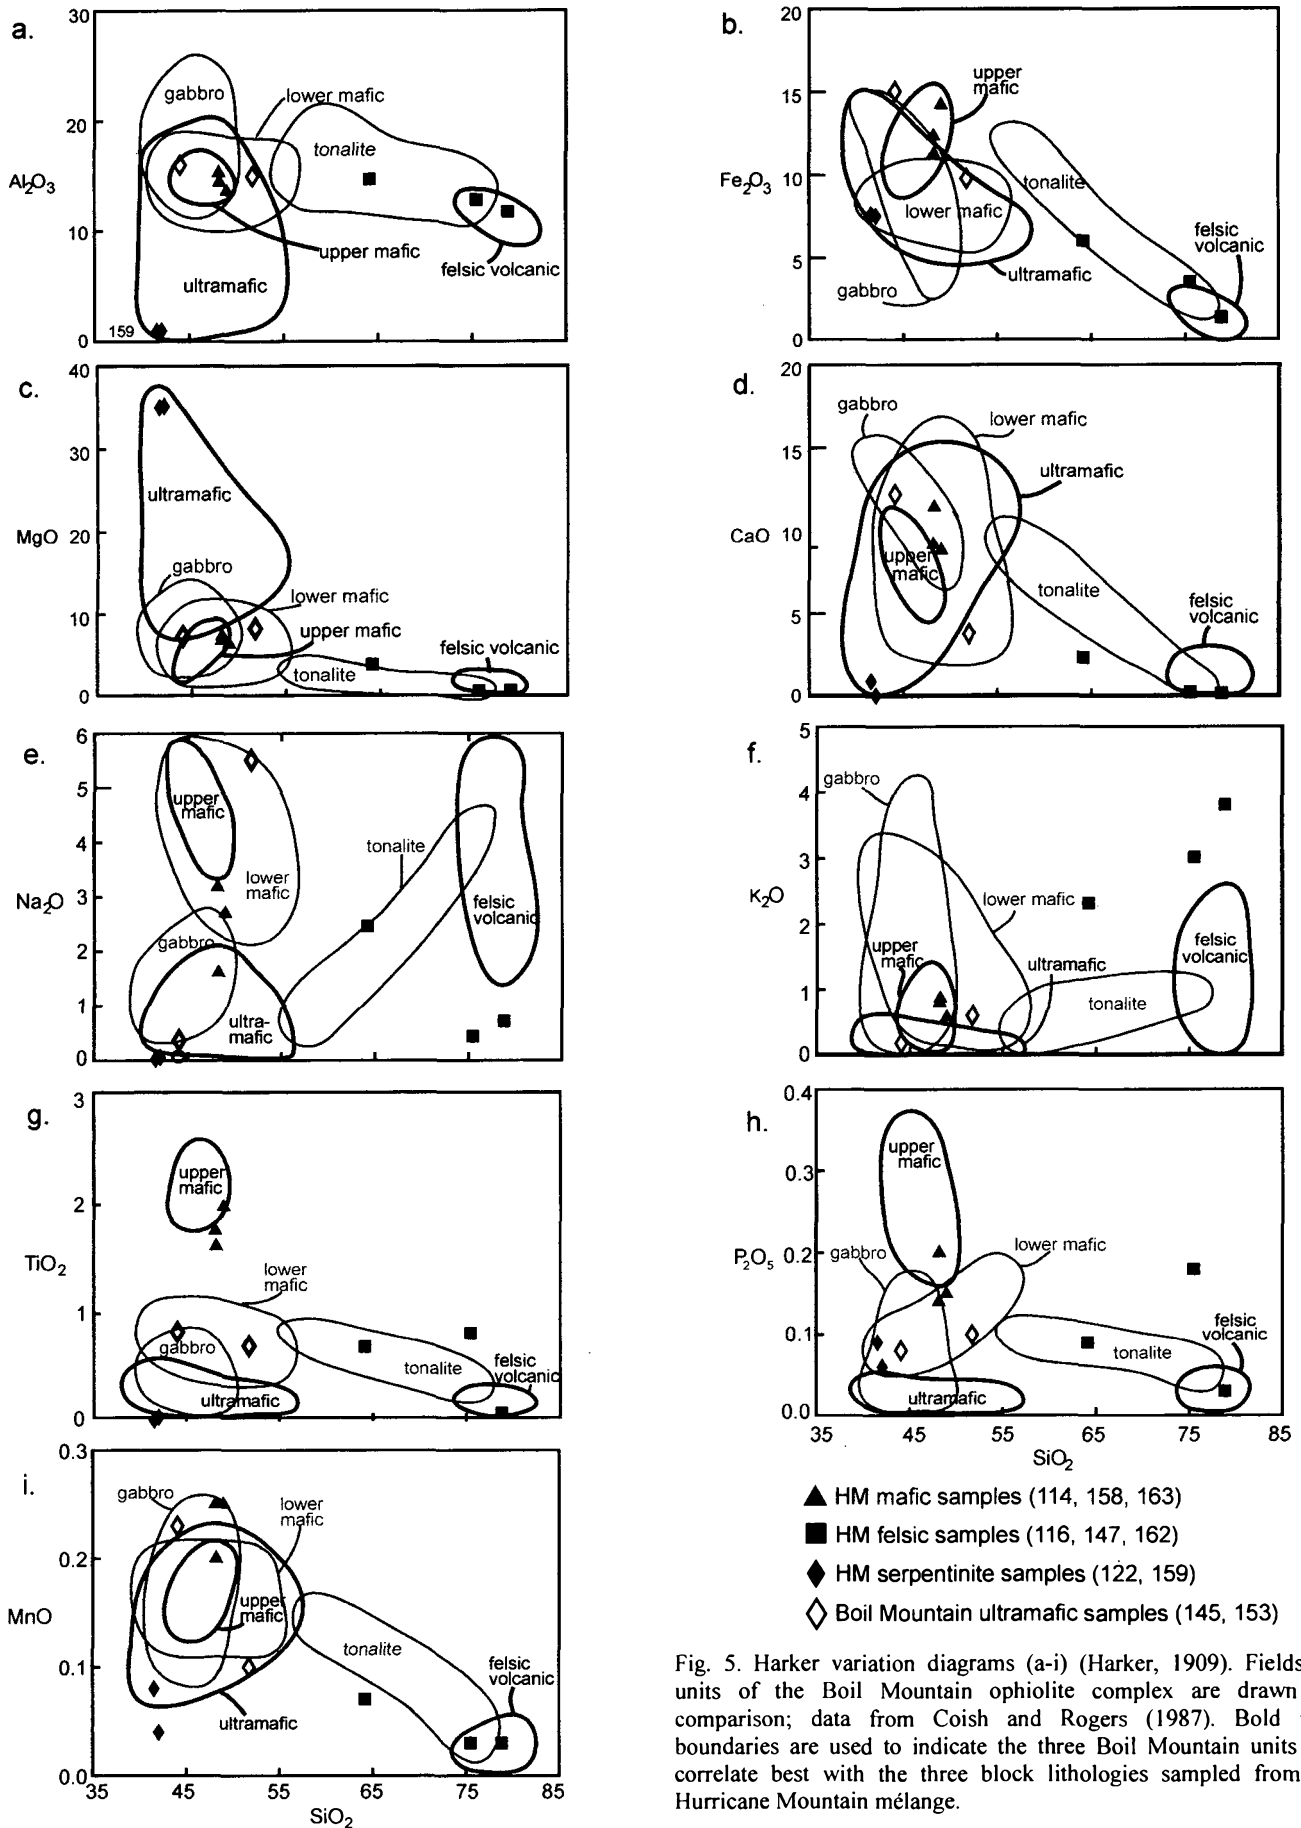 a.
30
20
10
0
Al2O3
gabbro
lower mafic
tonalite
upper mafic
felsic volcanic
ultramafic
159
b.
20
15
10
5
0
Fe2O3
upper
mafic
tonalite
lower mafic
felsic
volcanic
ultramafic
gabbro
c.
40
30
20
10
0
MgO
ultramafic
gabbro
lower mafic
upper mafic
felsic volcanic
tonalite
d.
20
15
10
5
0
CaO
gabbro
lower mafic
ultramafic
upper
mafic
tonalite
felsic
volcanic
e.
6
5
4
3
2
1
0
Na2O
upper
mafic
tonalite
lower
mafic
felsic
volcanic
gabbro
ultra-
mafic
f.
5
4
3
2
1
0
K2O
gabbro
lower mafic
upper
mafic
ultramafic
felsic
volcanic
tonalite
g.
3
2
1
0
TiO2
upper
mafic
lower
mafic
gabbro
tonalite
felsic
volcanic
ultramafic
h.
0.4
0.3
0.2
0.1
0.0
P2O5
upper
mafic
gabbro
lower mafic
felsic
volcanic
tonalite
ultramafic
35 45 55 65 75 85
SiO2
i.
0.3
0.2
0.1
0.0
MnO
gabbro
lower
mafic
upper
mafic
tonalite
felsic
volcanic
ultramafic
35 45 55 65 75 85
SiO2
HM mafic samples (114, 158, 163)
HM felsic samples (116, 147, 162)
HM serpentinite samples (122, 159)
Boil Mountain ultramafic samples (145, 153)
Fig. 5. Harker variation diagrams (a-i) (Harker, 1909). Fields
units of the Boil Mountain ophiolite complex are drawn
comparison; data from Coish and Rogers (1987). Bold
boundaries are used to indicate the three Boil Mountain units
correlate best with the three block lithologies sampled from
Hurricane Mountain mélange.